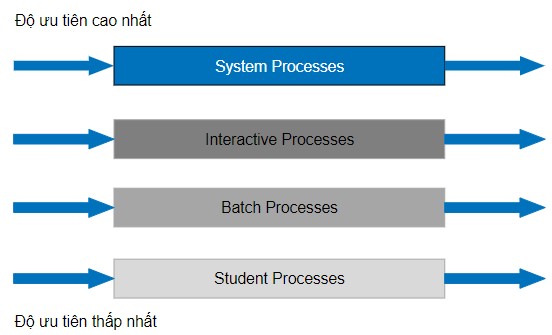 Độ ưu tiên cao nhất
System Processes
Interactive Processes
Batch Processes
Student Processes
Độ ưu tiên thấp nhất